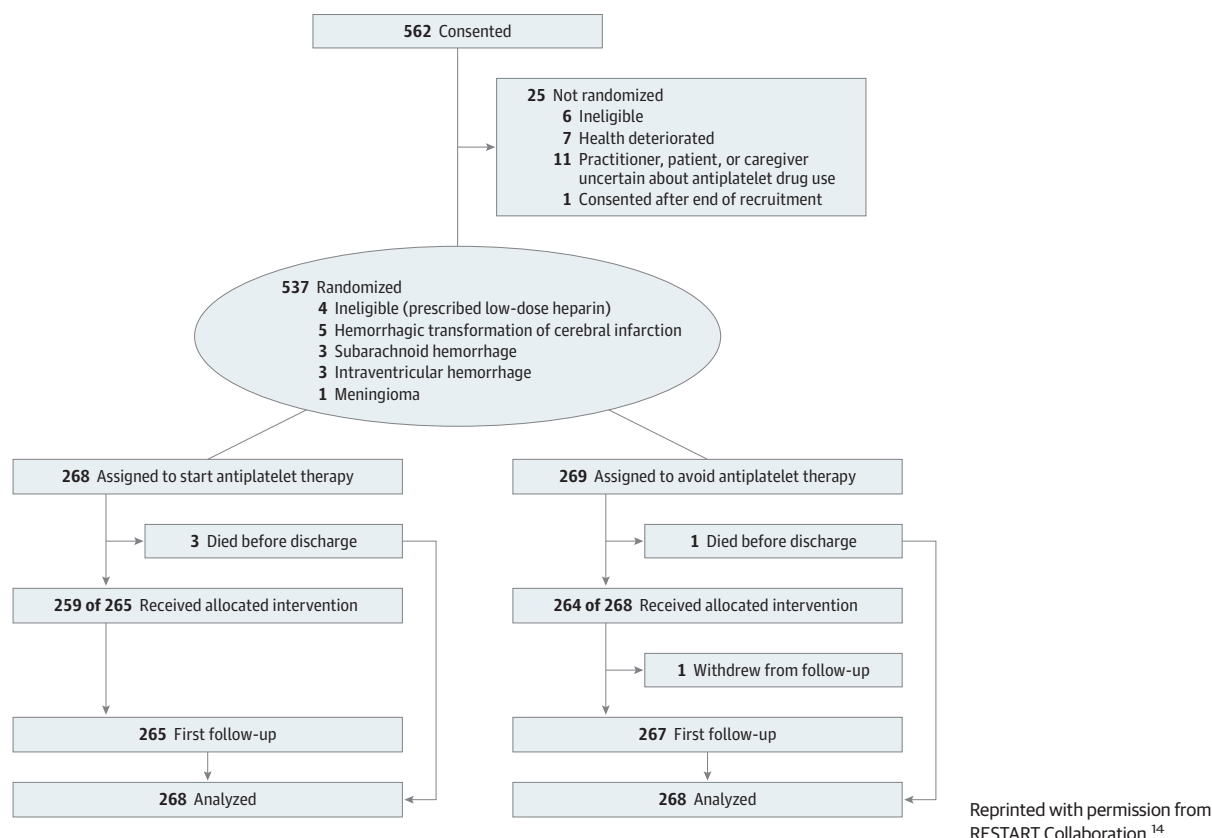 562 Consented
25 Not randomized
6 Ineligible
7 Health deteriorated
11 Practitioner, patient, or caregiver
uncertain about antiplatelet drug use
1 Consented after end of recruitment
537 Randomized
4 Ineligible (prescribed low-dose heparin)
5 Hemorrhagic transformation of cerebral infarction
3 Subarachnoid hemorrhage
3 Intraventricular hemorrhage
1 Meningioma
268 Assigned to start antiplatelet therapy
269 Assigned to avoid antiplatelet therapy
3 Died before discharge
1 Died before discharge
259 of 265 Received allocated intervention
264 of 268 Received allocated intervention
1 Withdrew from follow-up
265 First follow-up
267 First follow-up
268 Analyzed
268 Analyzed
Reprinted with permission from
RESTART Collaboration.14